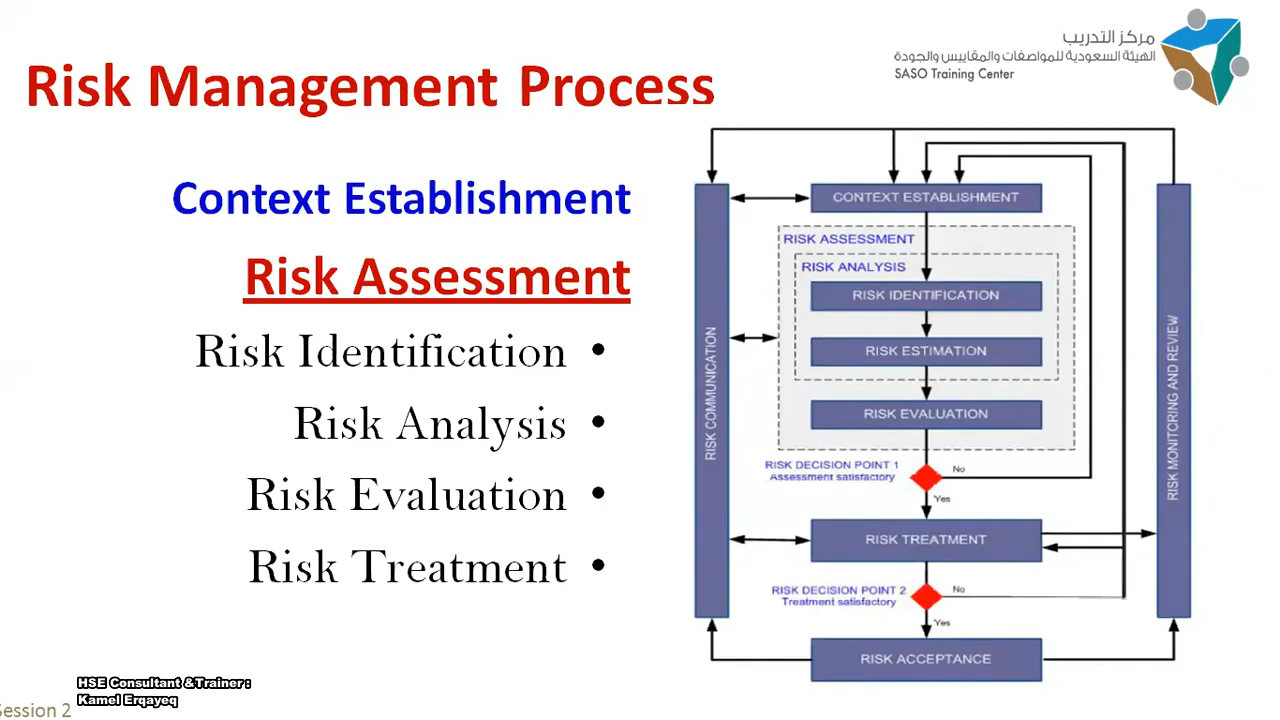 مركز التدريب
الهيئة السعودية للمواصفات والمقاييس والجودة
SASO Training Center
Risk Management Process
Context Establishment
Risk Assessment
Risk Identification •
Risk Analysis •
Risk Evaluation •
Risk Treatment •
CONTEXT ESTABLISHMENT
RISK ASSESSMENT
RISK ANALYSIS
RISK IDENTIFICATION
RISK ESTIMATION
RISK EVALUATION
RISK DECISION POINT 1
Assessment satisfactory
No
Yes
RISK TREATMENT
RISK DECISION POINT 2
Treatment satisfactory
No
Yes
RISK ACCEPTANCE
RISK COMMUNICATION
RISK MONITORING AND REVIEW
HSE Consultant &Trainer :
Kamel Erqayeq
Session 2